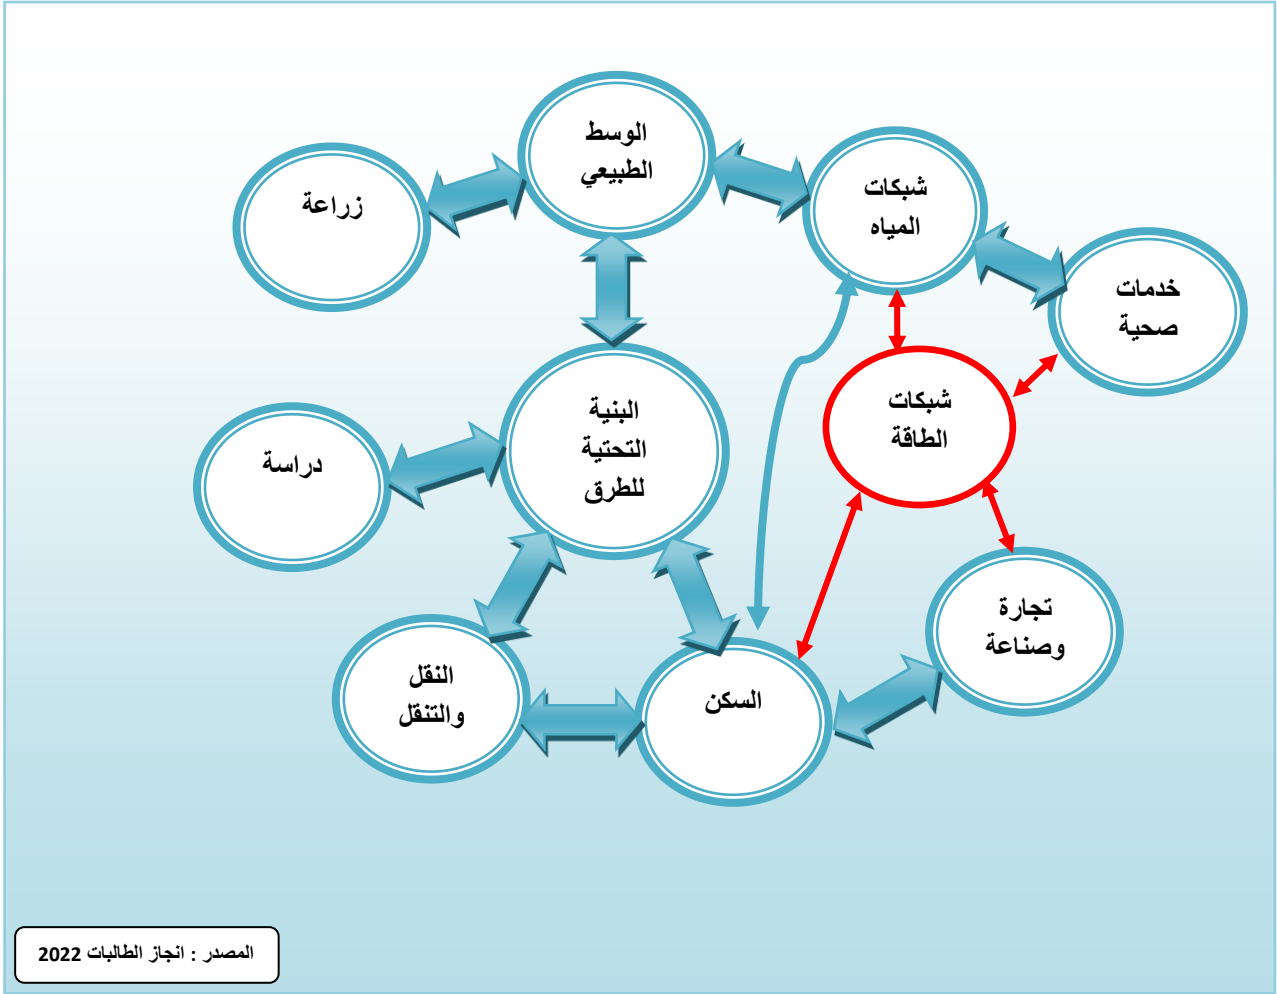 الوسط
الطبيعي
شبكات
المياه
زراعة
خدمات
صحية
البنية
التحتية
للطرق
شبكات
الطاقة
دراسة
تجارة
وصناعة
النقل
والتنقل
السكن
المصدر : انجاز الطالبات 2022